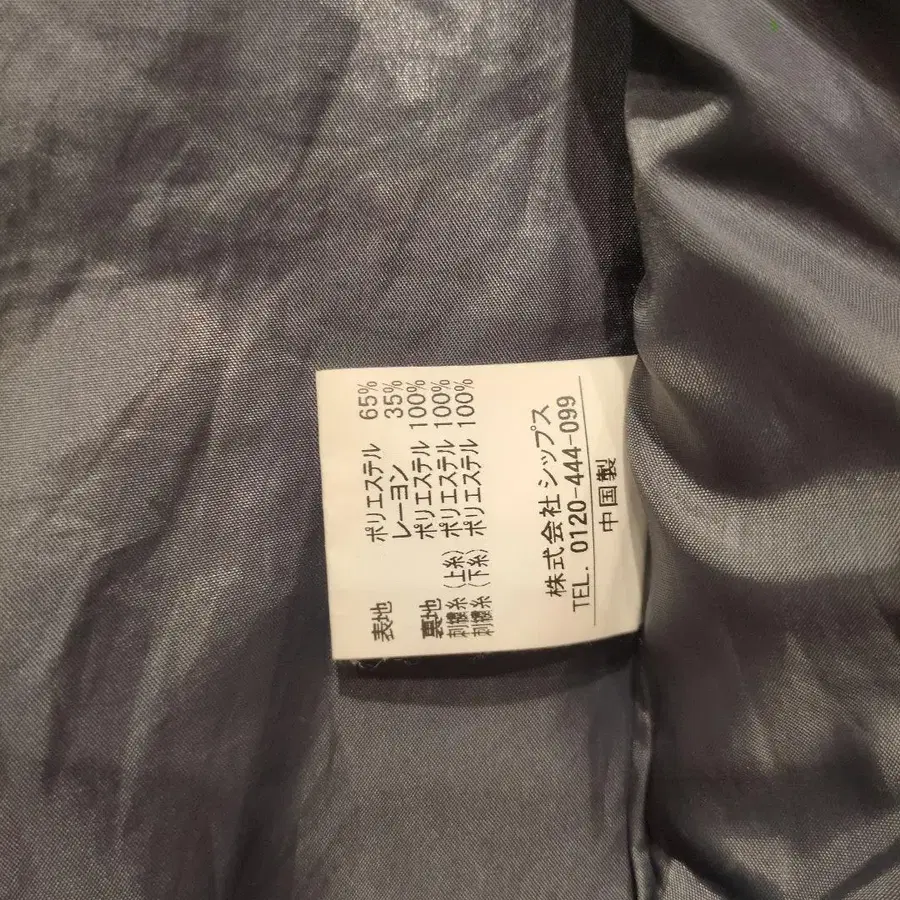 表地 ポリエステル 65%
レーヨン 35%
裏地 ポリエステル 100%
刺繍糸(上糸) ポリエステル 100%
刺繍糸(下糸) ポリエステル 100%
株式会社シップス
TEL. 0120-444-099
中国製